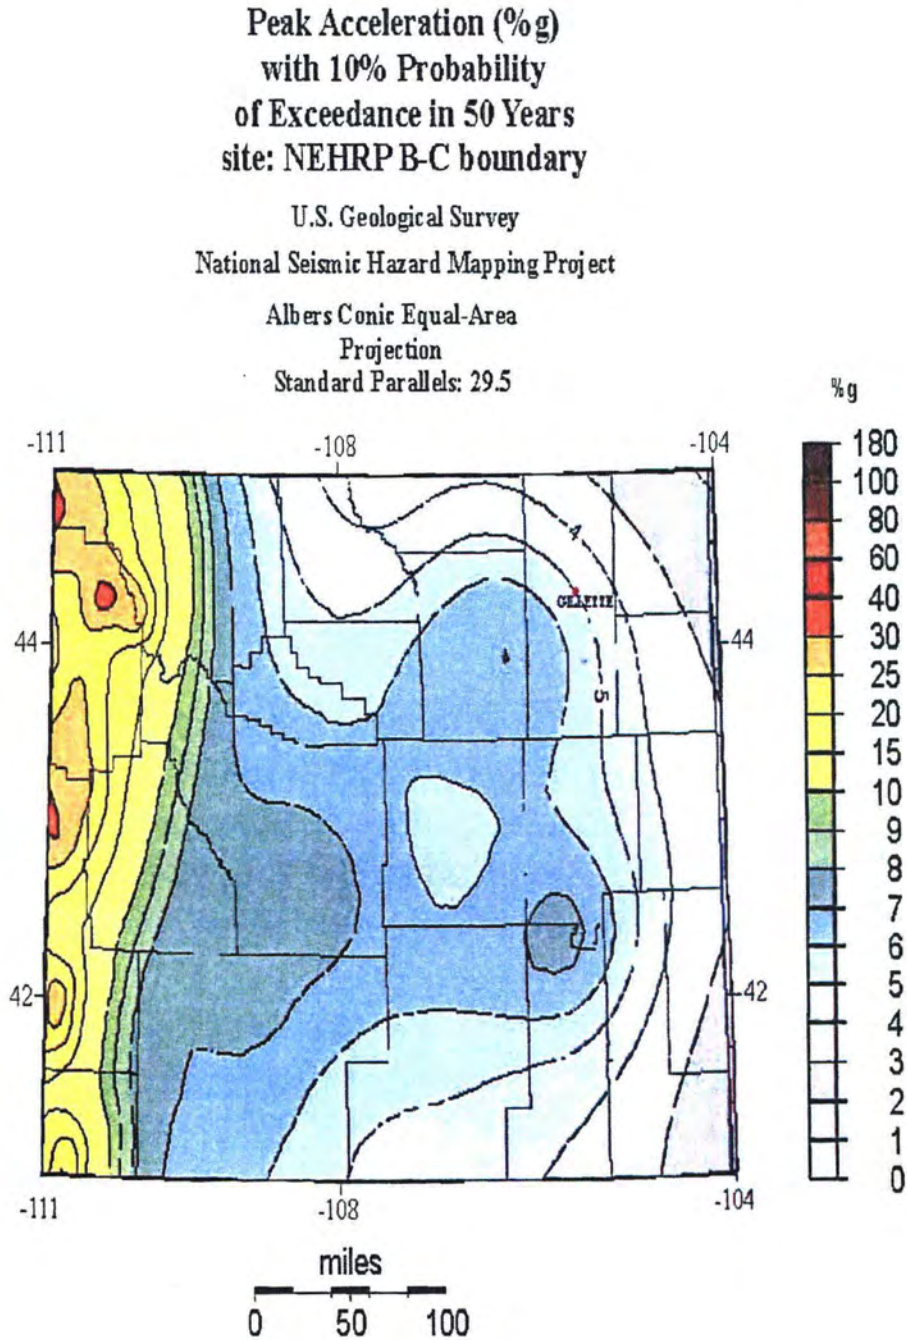 Peak Acceleration (%g)
with 10% Probability
of Exceedance in 50 Years
site: NEHRP B-C boundary
U.S. Geological Survey
National Seismic Hazard Mapping Project
Albers Conic Equal-Area
Projection
Standard Parallels: 29.5
%g
-111
-108
-104
180
100
80
60
40
30
25
20
15
10
9
8
7
6
5
4
3
2
1
0
4
GILLETTE
44
44
5
42
42
-111
-108
-104
miles
0 50 100